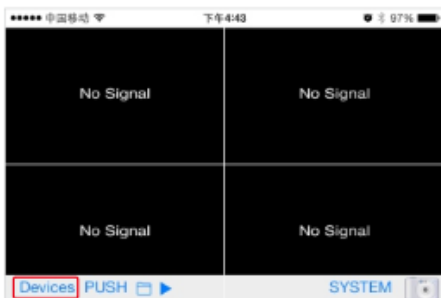 中国移动 下午4:43 97%
No Signal No Signal
No Signal No Signal
Devices PUSH SYSTEM